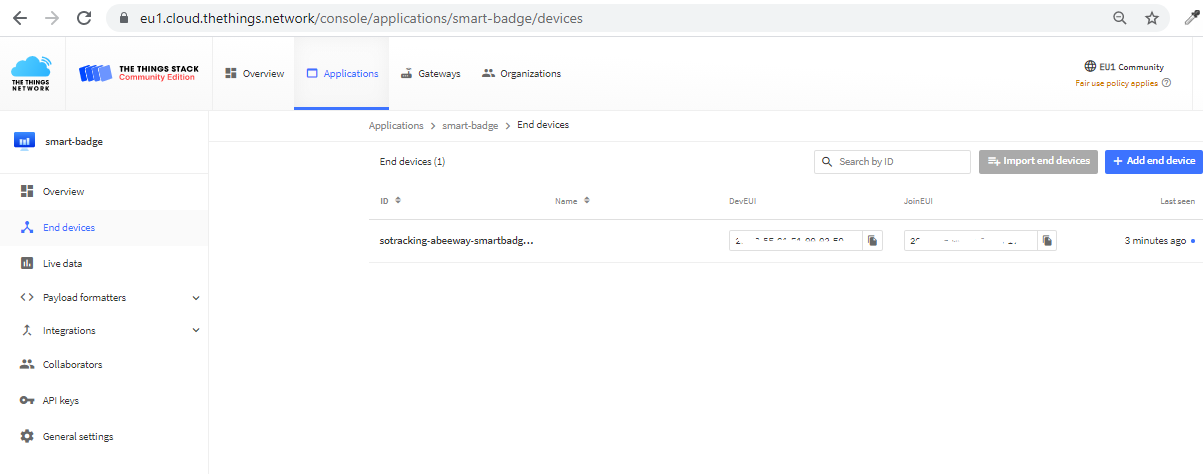 eu1.cloud.thethings.network/console/applications/smart-badge/devices
THE THINGS NETWORK
THE THINGS STACK
Community Edition
Overview
Applications
Gateways
Organizations
EU1 Community
Fair use policy applies
smart-badge
Overview
End devices
Live data
Payload formatters
Integrations
Collaborators
API keys
General settings
Applications > smart-badge > End devices
End devices (1)
Search by ID
Import end devices
+ Add end device
ID
Name
DevEUI
JoinEUI
Last seen
sotracking-abeeway-smartbadg...
3 minutes ago